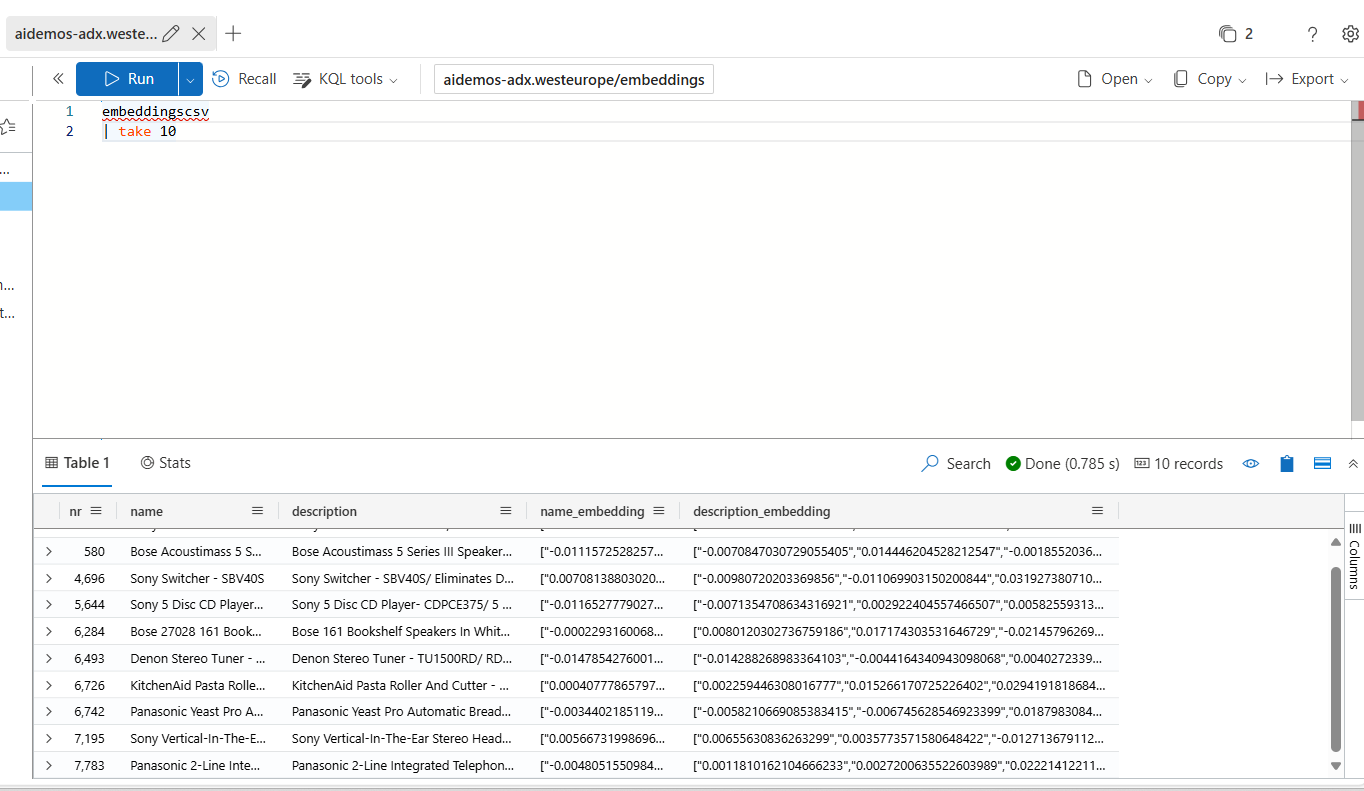 aidemos-adx.weste...
2
?
Run
Recall
KQL tools
aidemos-adx.westeurope/embeddings
Open
Copy
Export
1 embeddingscsv
2 | take 10
...
n...
t...
Table 1
Stats
Search
Done (0.785 s)
10 records
nr name description name_embedding description_embedding
580 Bose Acoustimass 5 S... Bose Acoustimass 5 Series III Speaker... ["-0.0111572528257... ["-0.0070847030729055405","0.014446204528212547","-0.0018552036...
4,696 Sony Switcher - SBV40S Sony Switcher - SBV40S/ Eliminates D... ["0.00708138803020... ["-0.00980720203369856","-0.011069903150200844","0.031927380710...
5,644 Sony 5 Disc CD Player... Sony 5 Disc CD Player- CDPCE375/ 5 ... ["-0.0116527779027... ["-0.0071354708634316921","0.002922404557466507","0.00582559313...
6,284 Bose 27028 161 Book... Bose 161 Bookshelf Speakers In Whit... ["-0.0002293160068... ["0.0080120302736759186","0.017174303531646729","-0.02145796269...
6,493 Denon Stereo Tuner - ... Denon Stereo Tuner - TU1500RD/ RD... ["-0.0147854276001... ["-0.014288268983364103","-0.0044164340943098068","0.0040272339...
6,726 KitchenAid Pasta Rolle... KitchenAid Pasta Roller And Cutter - ... ["0.00040777865797... ["0.002259446308016777","0.015266170725226402","0.0294191818684...
6,742 Panasonic Yeast Pro A... Panasonic Yeast Pro Automatic Bread... ["-0.0034402185119... ["-0.0058210669085383415","-0.006745628546923399","0.0187983084...
7,195 Sony Vertical-In-The-E... Sony Vertical-In-The-Ear Stereo Head... ["0.00566731998696... ["0.00655630836263299","0.0035773571580648422","-0.012713679112...
7,783 Panasonic 2-Line Inte... Panasonic 2-Line Integrated Telephon... ["-0.0048051550984... ["0.0011810162104666233","0.0027200635522603989","0.02221412211...
Columns